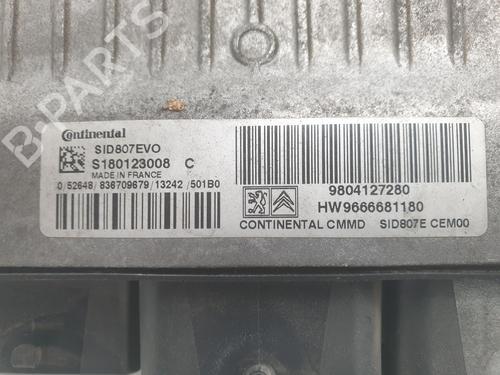 Continental
SID807EVO
S180123008 C
MADE IN FRANCE
0/52648/836709679/13242/501B0
9804127280
HW9666681180
CONTINENTAL CMMD SID807E CEM00
B-PARTS